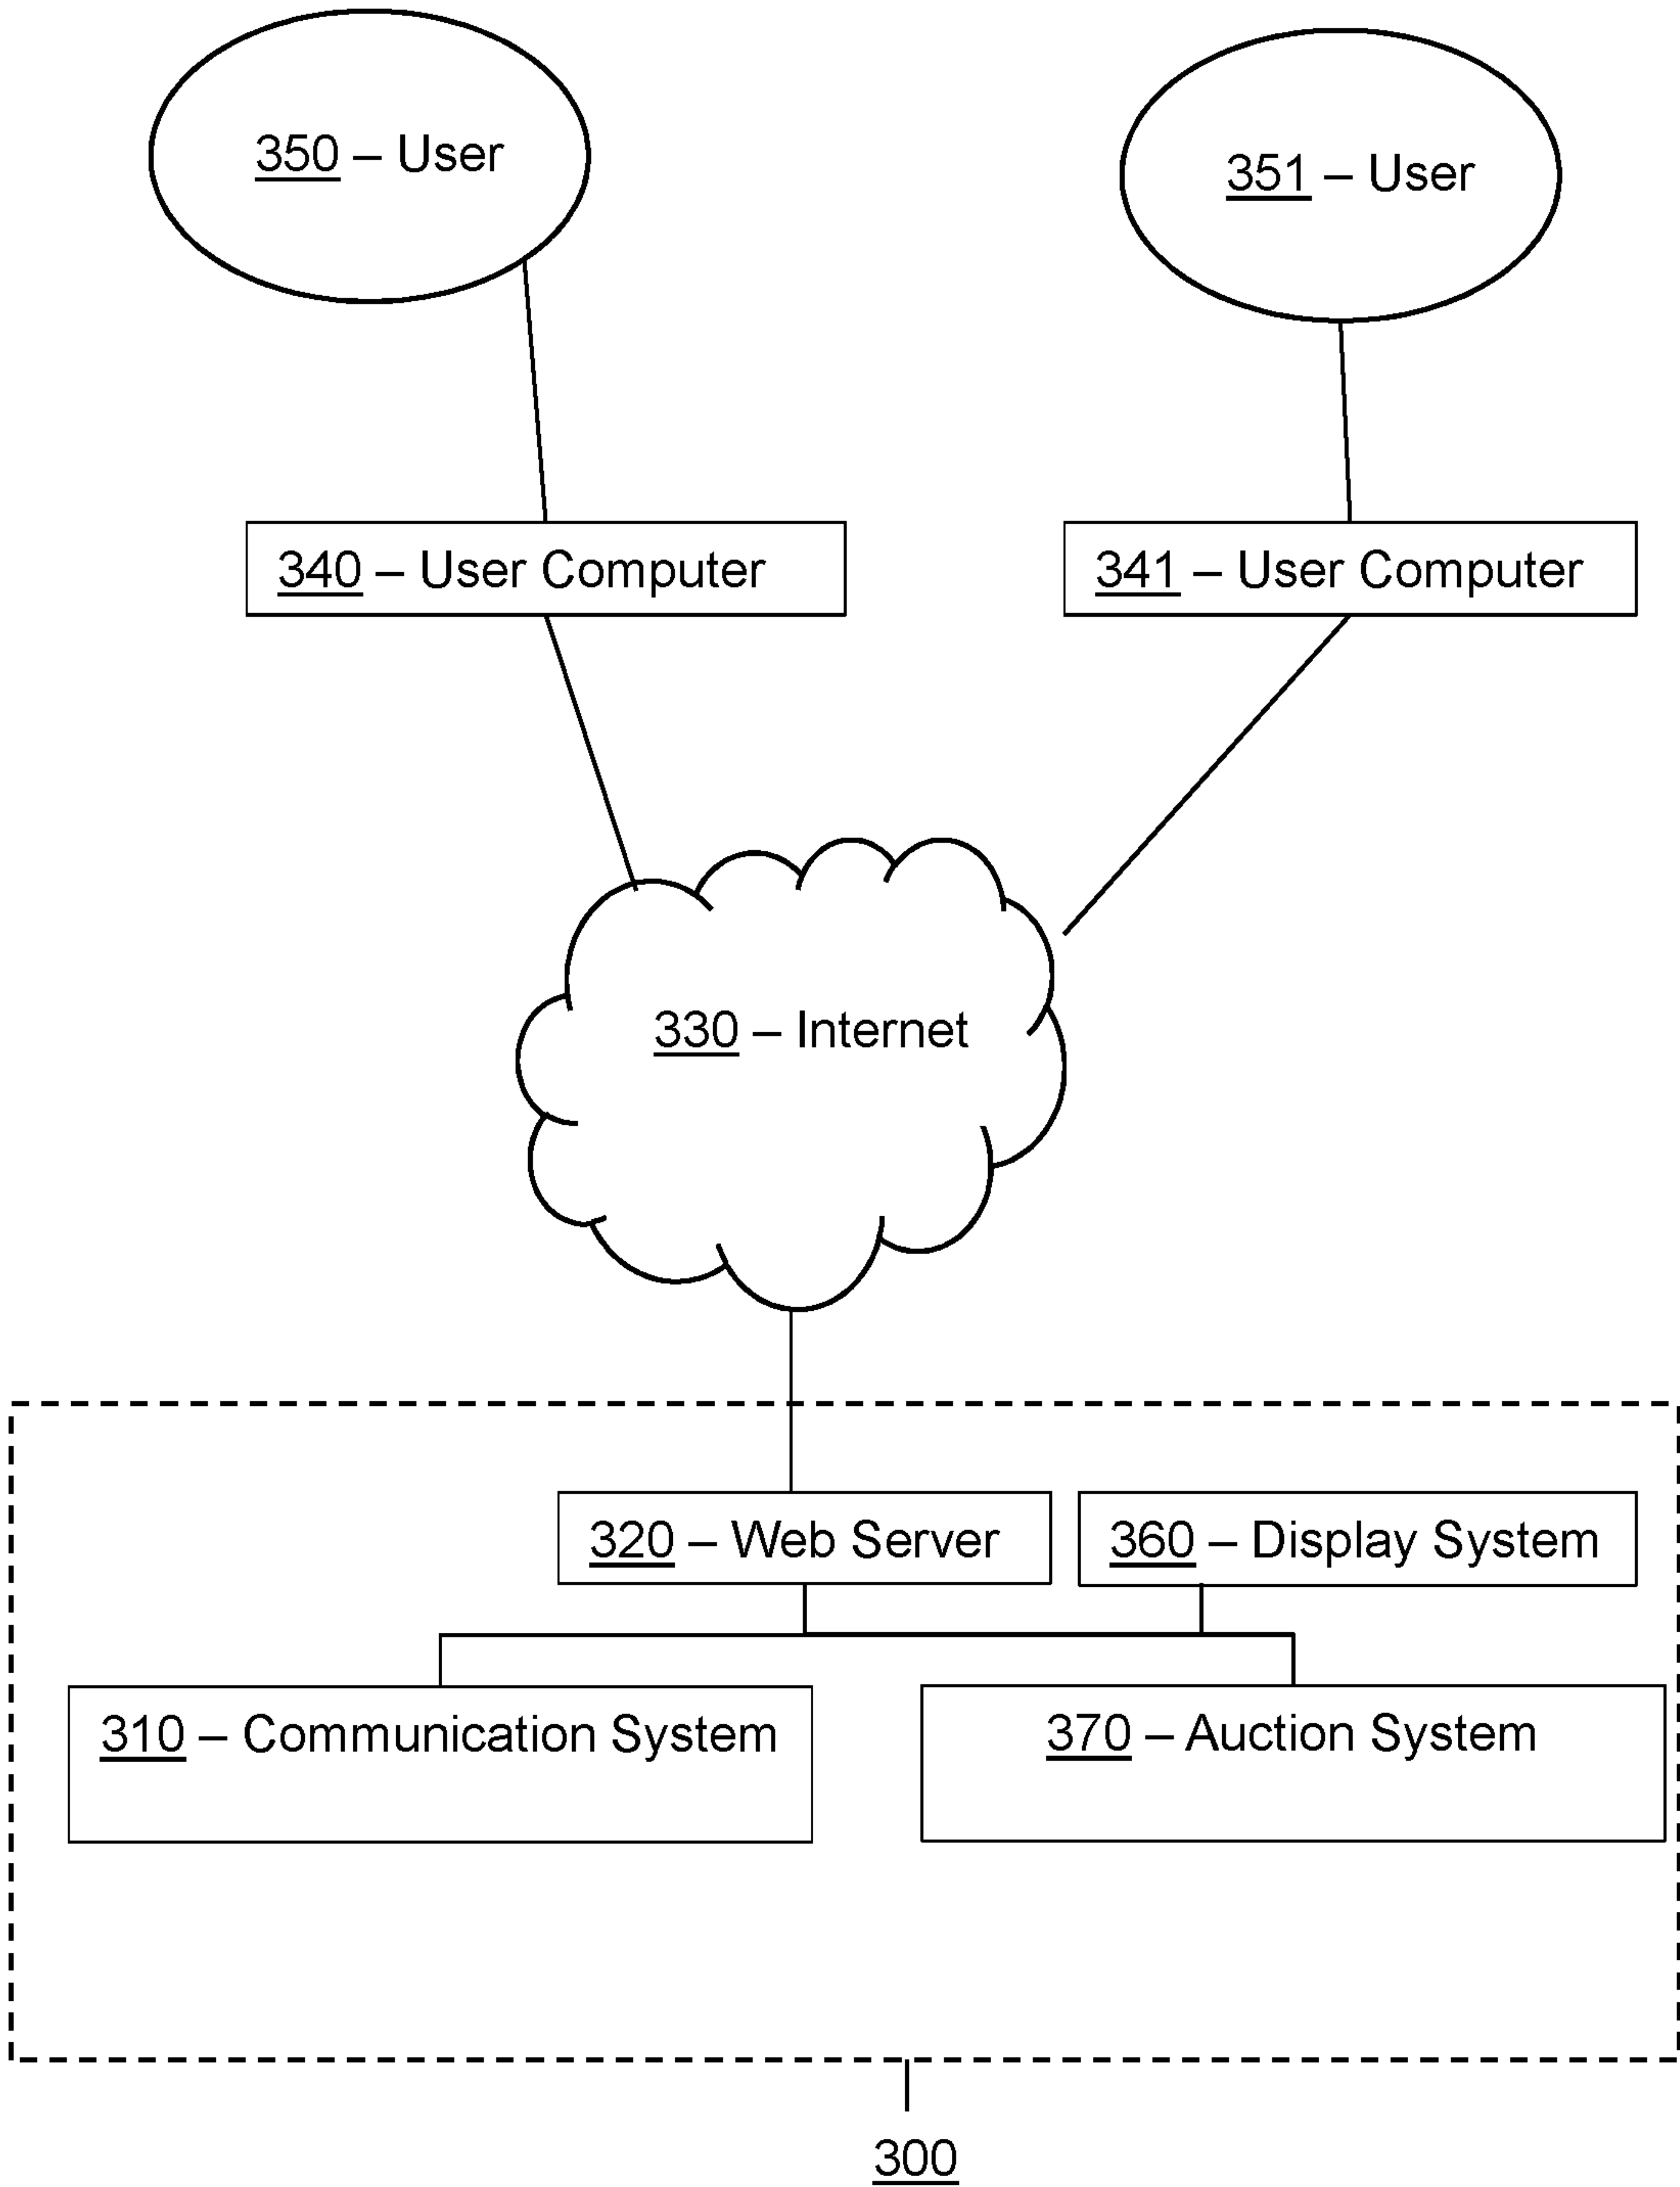 350 – User
351 – User
340 – User Computer
341 – User Computer
330 – Internet
320 – Web Server
360 – Display System
310 – Communication System
370 – Auction System
300